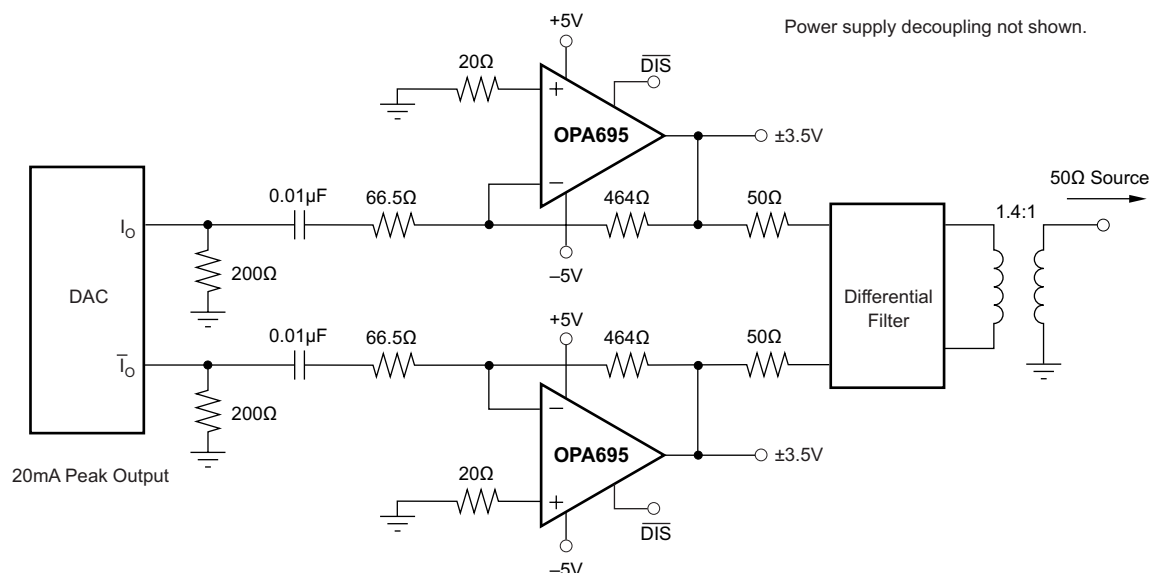 +5V
Power supply decoupling not shown.
20Ω
DIS
+
OPA695
±3.5V
−
50Ω Source
0.01µF
66.5Ω
464Ω
50Ω
1.4:1
IO
–5V
200Ω
DAC
Differential
Filter
+5V
0.01µF
66.5Ω
464Ω
50Ω
IO
−
200Ω
OPA695
±3.5V
20mA Peak Output
20Ω
+
DIS
–5V